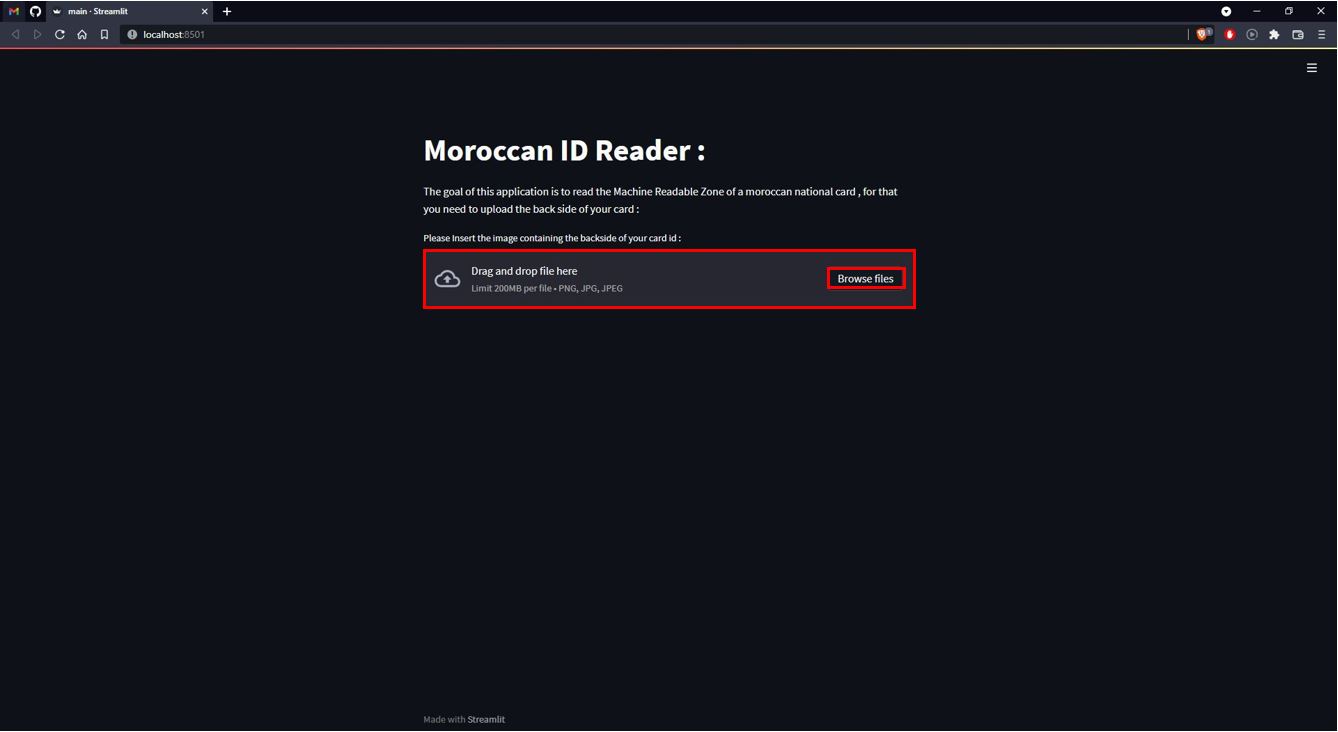 main · Streamlit
localhost:8501
1
Moroccan ID Reader :
The goal of this application is to read the Machine Readable Zone of a moroccan national card , for that
you need to upload the back side of your card :
Please Insert the image containing the backside of your card id :
Drag and drop file here
Limit 200MB per file • PNG, JPG, JPEG
Browse files
Made with Streamlit